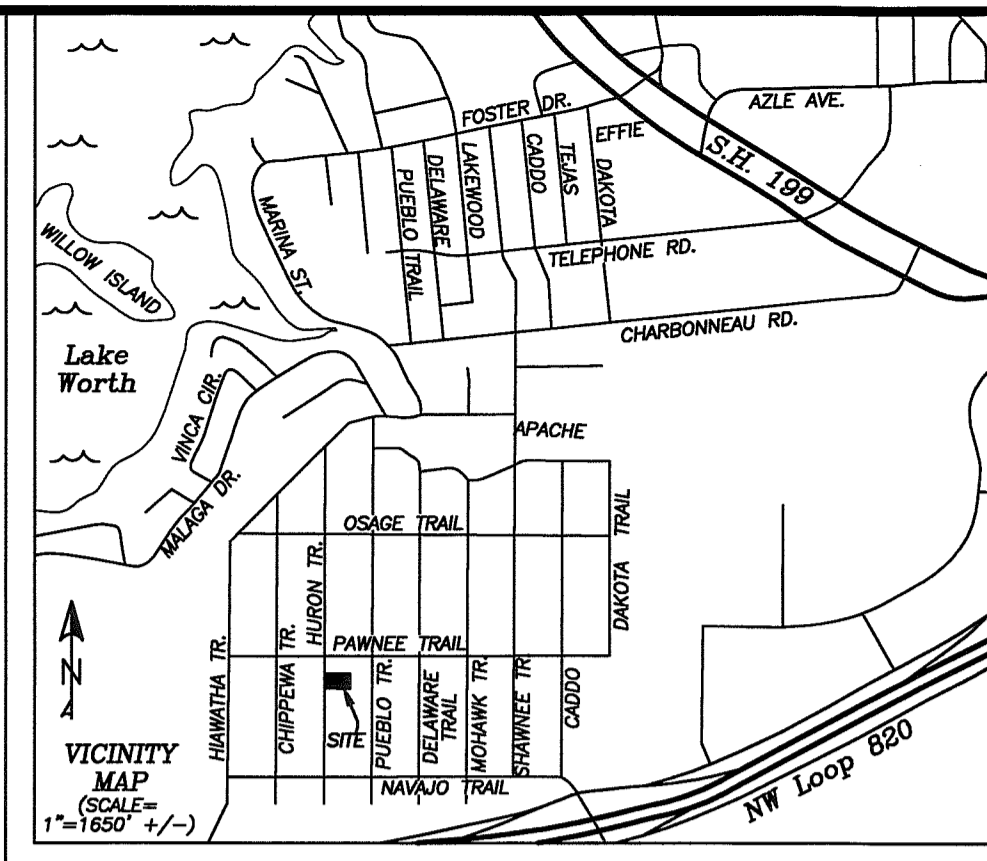 FOSTER DR.
AZLE AVE.
S.H. 199
EFFIE
PUEBLO TRAIL
DELAWARE
LAKEWOOD
CADDO
TEJAS
DAKOTA
MARINA ST.
TELEPHONE RD.
WILLOW ISLAND
CHARBONNEAU RD.
Lake
Worth
VINCA CIR.
MALAGA DR.
APACHE
OSAGE TRAIL
DAKOTA TRAIL
HURON TR.
PAWNEE TRAIL
HIAWATHA TR.
CHIPPEWA TR.
SITE
PUEBLO TR.
DELAWARE
TRAIL
MOHAWK TR.
SHAWNEE TR.
CADDO
NAVAJO TRAIL
NW Loop 820
N
VICINITY
MAP
(SCALE=
1"=1650' +/-)